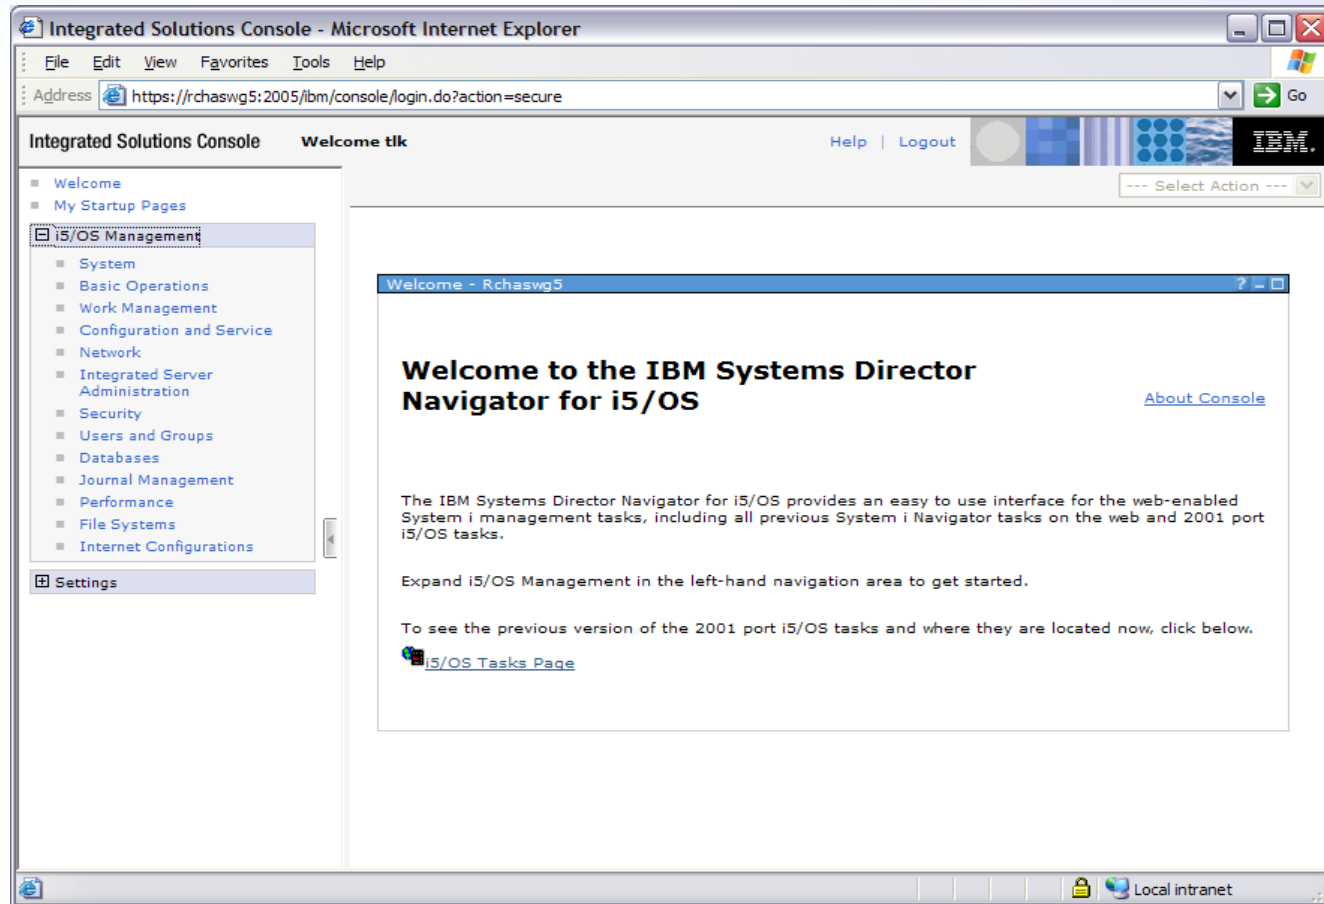 Integrated Solutions Console - Microsoft Internet Explorer
File Edit View Favorites Tools Help
Address https://rchaswg5:2005/ibm/console/login.do?action=secure Go
Integrated Solutions Console Welcome tlk Help | Logout IBM.
Welcome
--- Select Action ---
My Startup Pages
i5/OS Management
System
Basic Operations
Work Management
Configuration and Service
Network
Integrated Server
Administration
Security
Users and Groups
Databases
Journal Management
Performance
File Systems
Internet Configurations
Settings
Welcome - Rchaswg5 ?
Welcome to the IBM Systems Director
Navigator for i5/OS
About Console
The IBM Systems Director Navigator for i5/OS provides an easy to use interface for the web-enabled
System i management tasks, including all previous System i Navigator tasks on the web and 2001 port
i5/OS tasks.
Expand i5/OS Management in the left-hand navigation area to get started.
To see the previous version of the 2001 port i5/OS tasks and where they are located now, click below.
i5/OS Tasks Page
Local intranet